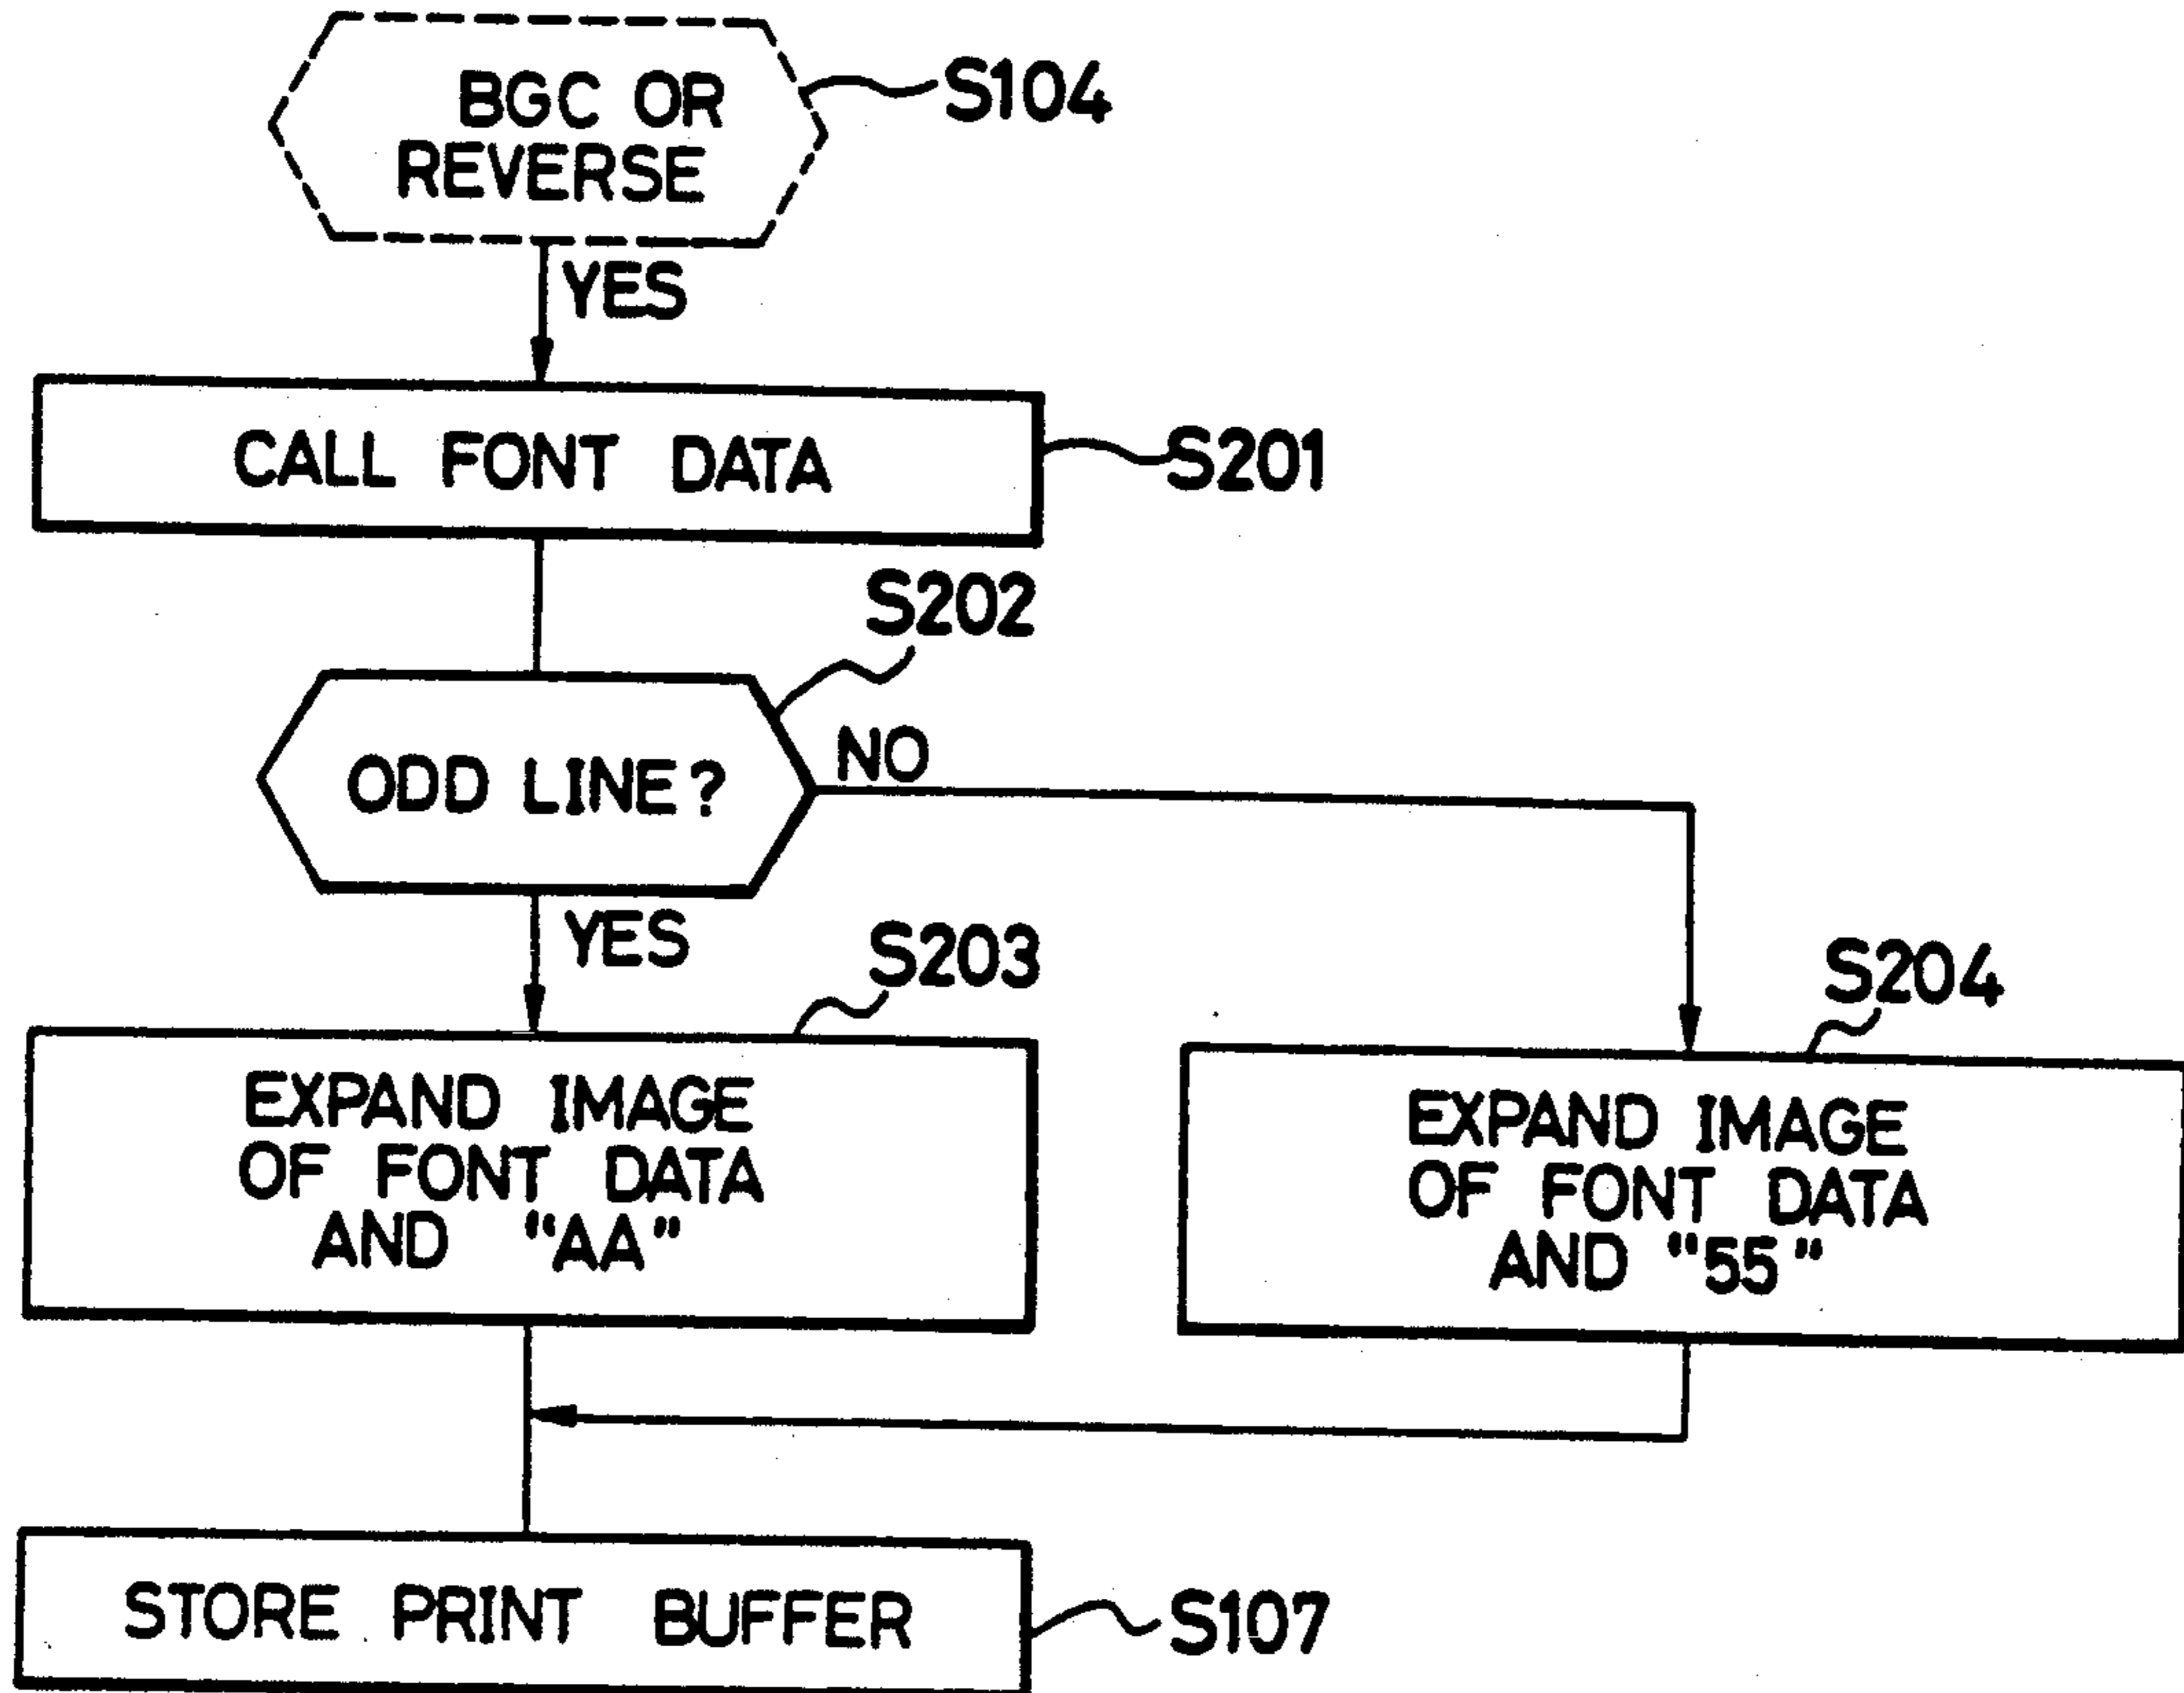 BGC OR
REVERSE
S104
YES
CALL FONT DATA
S201
S202
ODD LINE?
NO
YES
S203
S204
EXPAND IMAGE
OF FONT DATA
AND "AA"
EXPAND IMAGE
OF FONT DATA
AND "55"
STORE PRINT BUFFER
S107